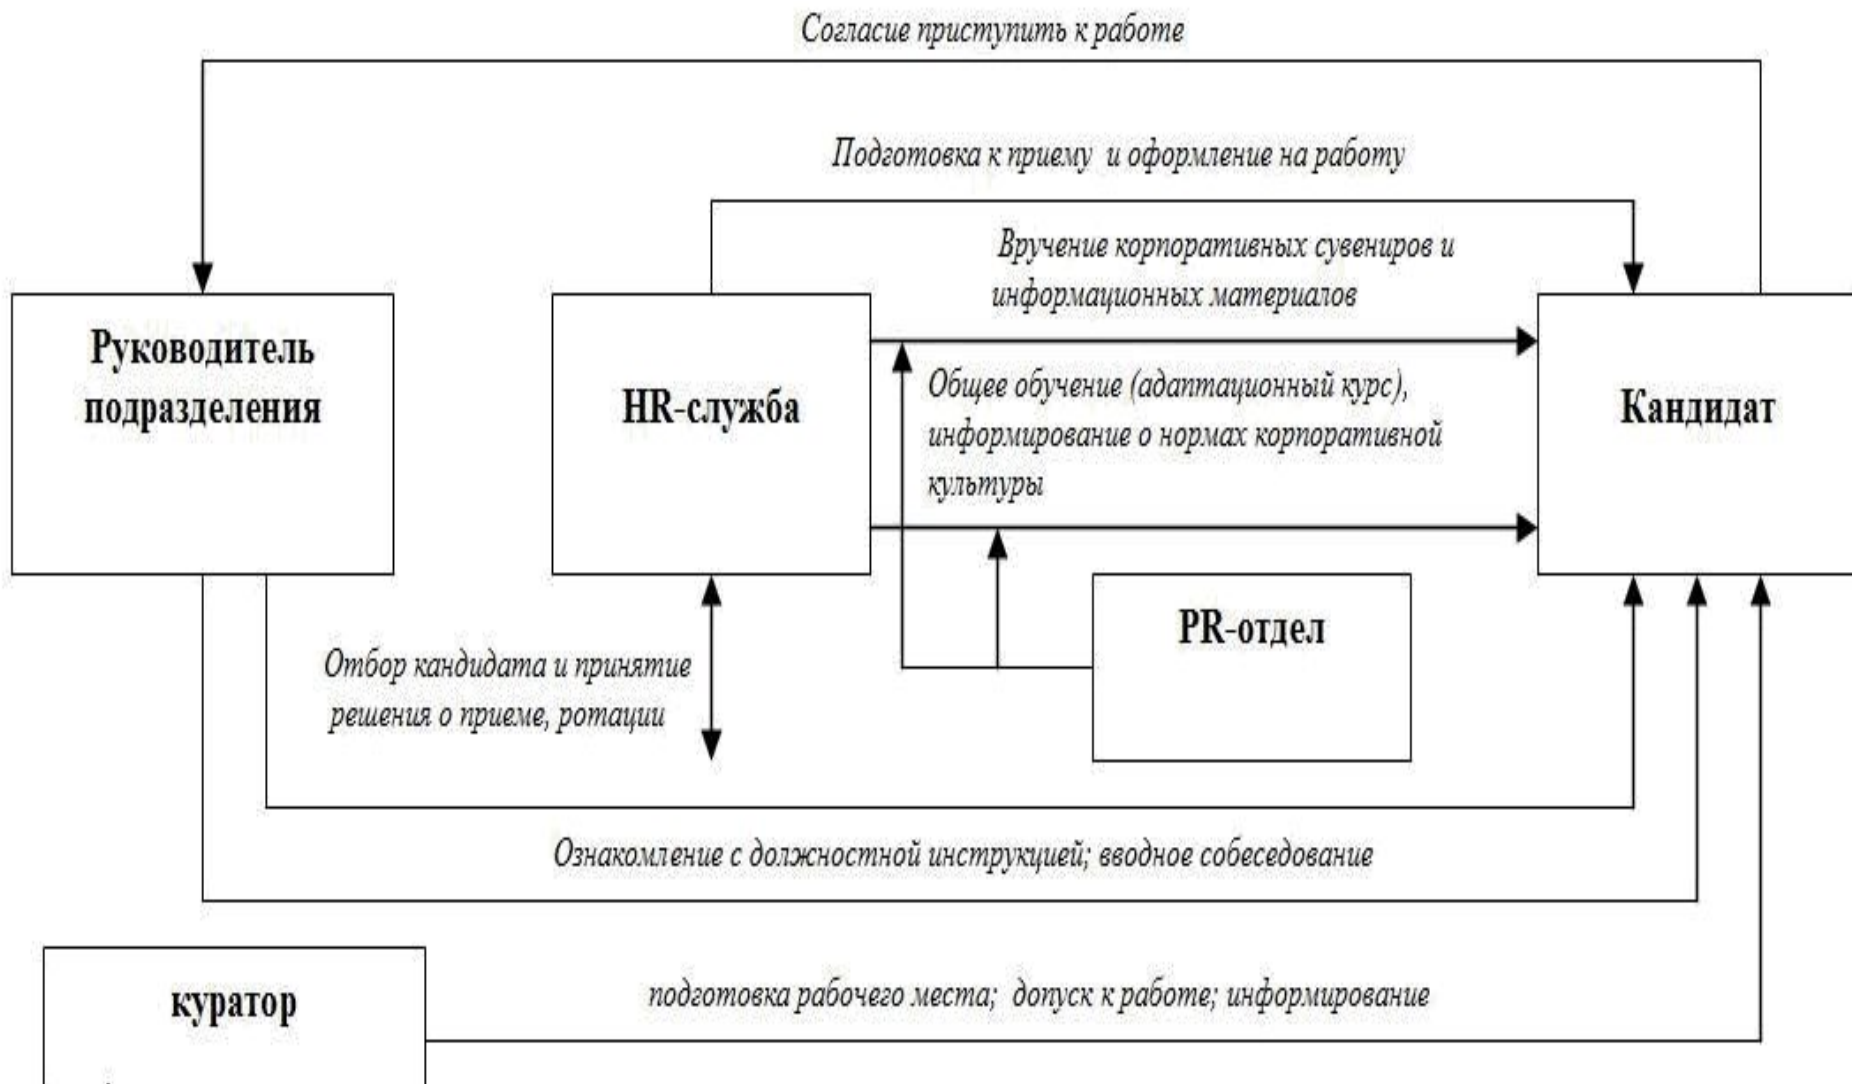 Согласие приступить к работе
Подготовка к приему и оформление на работу
Вручение корпоративных сувениров и
информационных материалов
Руководитель
подразделения
HR-служба
Общее обучение (адаптационный курс),
информирование о нормах корпоративной
культуры
Кандидат
PR-отдел
Отбор кандидата и принятие
решения о приеме, ротации
Ознакомление с должностной инструкцией; вводное собеседование
куратор
подготовка рабочего места; допуск к работе; информирование